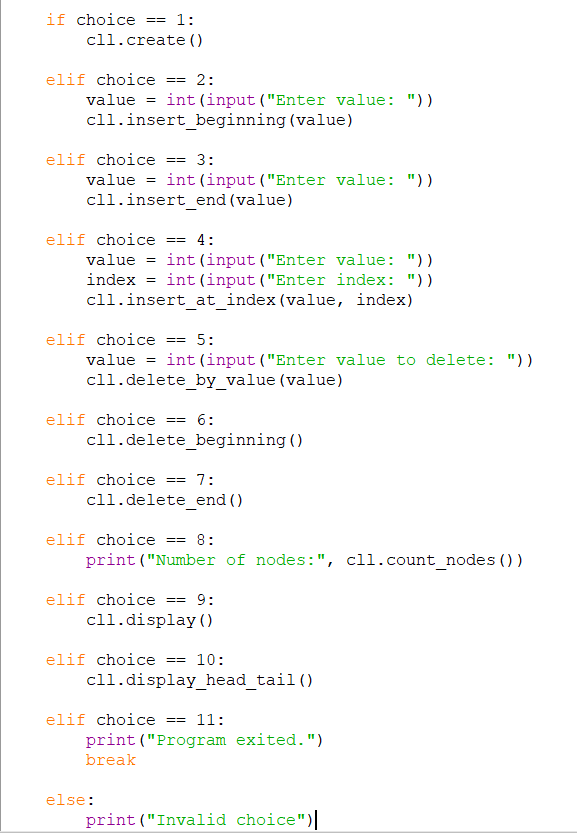 if choice == 1:
    cll.create()

elif choice == 2:
    value = int(input("Enter value: "))
    cll.insert_beginning(value)

elif choice == 3:
    value = int(input("Enter value: "))
    cll.insert_end(value)

elif choice == 4:
    value = int(input("Enter value: "))
    index = int(input("Enter index: "))
    cll.insert_at_index(value, index)

elif choice == 5:
    value = int(input("Enter value to delete: "))
    cll.delete_by_value(value)

elif choice == 6:
    cll.delete_beginning()

elif choice == 7:
    cll.delete_end()

elif choice == 8:
    print("Number of nodes:", cll.count_nodes())

elif choice == 9:
    cll.display()

elif choice == 10:
    cll.display_head_tail()

elif choice == 11:
    print("Program exited.")
    break

else:
    print("Invalid choice")